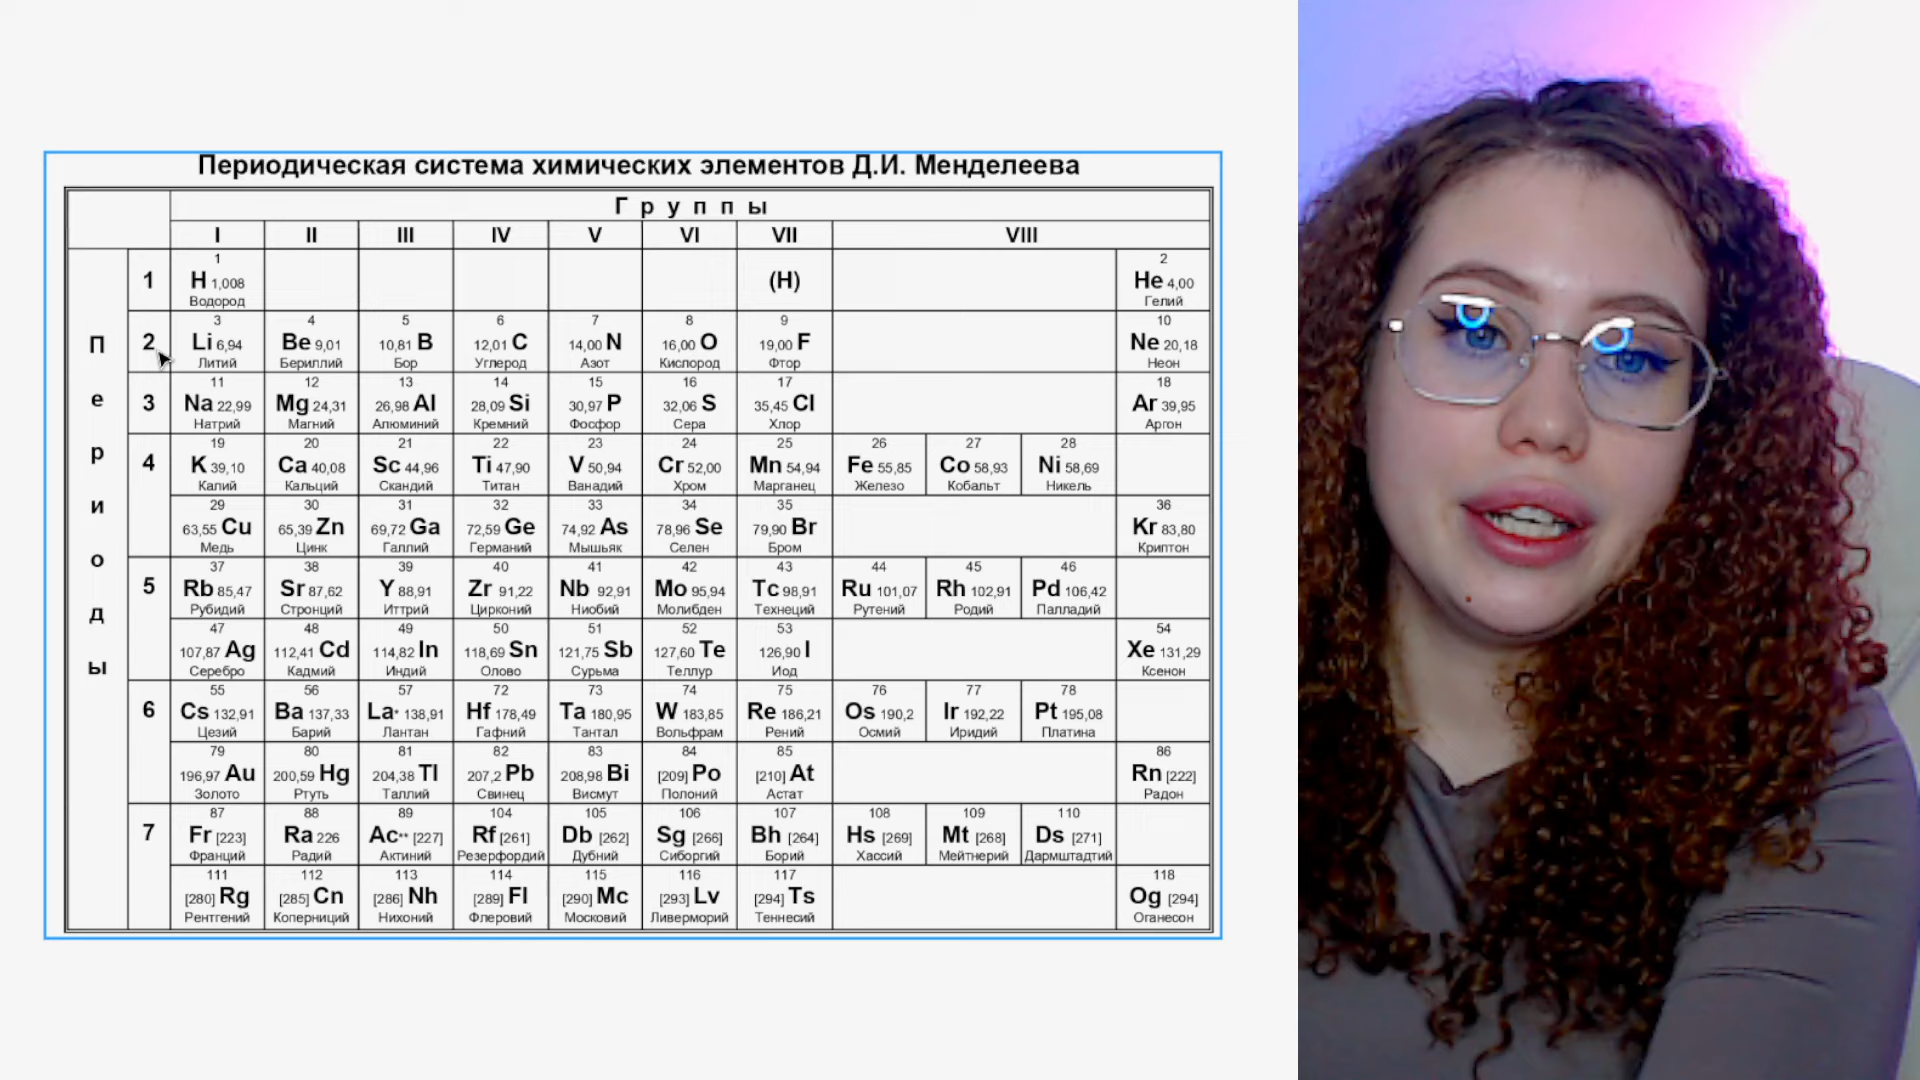 Периодическая система химических элементов Д.И. Менделеева
Группы
I II III IV V VI VII VIII
Периоды
1 2
1 H 1,008 (H) He 4,00
Водород Гелий
3 4 5 6 7 8 9 10
2 Li 6,94 Be 9,01 10,81 B 12,01 C 14,00 N 16,00 O 19,00 F Ne 20,18
Литий Бериллий Бор Углерод Азот Кислород Фтор Неон
11 12 13 14 15 16 17 18
3 Na 22,99 Mg 24,31 26,98 Al 28,09 Si 30,97 P 32,06 S 35,45 Cl Ar 39,95
Натрий Магний Алюминий Кремний Фосфор Сера Хлор Аргон
19 20 21 22 23 24 25 26 27 28
4 K 39,10 Ca 40,08 Sc 44,96 Ti 47,90 V 50,94 Cr 52,00 Mn 54,94 Fe 55,85 Co 58,93 Ni 58,69
Калий Кальций Скандий Титан Ванадий Хром Марганец Железо Кобальт Никель
29 30 31 32 33 34 35 36
63,55 Cu 65,39 Zn 69,72 Ga 72,59 Ge 74,92 As 78,96 Se 79,90 Br Kr 83,80
Медь Цинк Галлий Германий Мышьяк Селен Бром Криптон
37 38 39 40 41 42 43 44 45 46
5 Rb 85,47 Sr 87,62 Y 88,91 Zr 91,22 Nb 92,91 Mo 95,94 Tc 98,91 Ru 101,07 Rh 102,91 Pd 106,42
Рубидий Стронций Иттрий Цирконий Ниобий Молибден Технеций Рутений Родий Палладий
47 48 49 50 51 52 53 54
107,87 Ag 112,41 Cd 114,82 In 118,69 Sn 121,75 Sb 127,60 Te 126,90 I Xe 131,29
Серебро Кадмий Индий Олово Сурьма Теллур Иод Ксенон
55 56 57 72 73 74 75 76 77 78
6 Cs 132,91 Ba 137,33 La* 138,91 Hf 178,49 Ta 180,95 W 183,85 Re 186,21 Os 190,2 Ir 192,22 Pt 195,08
Цезий Барий Лантан Гафний Тантал Вольфрам Рений Осмий Иридий Платина
79 80 81 82 83 84 85 86
196,97 Au 200,59 Hg 204,38 Tl 207,2 Pb 208,98 Bi [209] Po [210] At Rn [222]
Золото Ртуть Таллий Свинец Висмут Полоний Астат Радон
87 88 89 104 105 106 107 108 109 110
7 Fr [223] Ra 226 Ac** [227] Rf [261] Db [262] Sg [266] Bh [264] Hs [269] Mt [268] Ds [271]
Франций Радий Актиний Резерфордий Дубний Сиборгий Борий Хассий Мейтнерий Дармштадтий
111 112 113 114 115 116 117 118
[280] Rg [285] Cn [286] Nh [289] Fl [290] Mc [293] Lv [294] Ts Og [294]
Рентгений Коперниций Нихоний Флеровий Московий Ливерморий Теннесий Оганесон